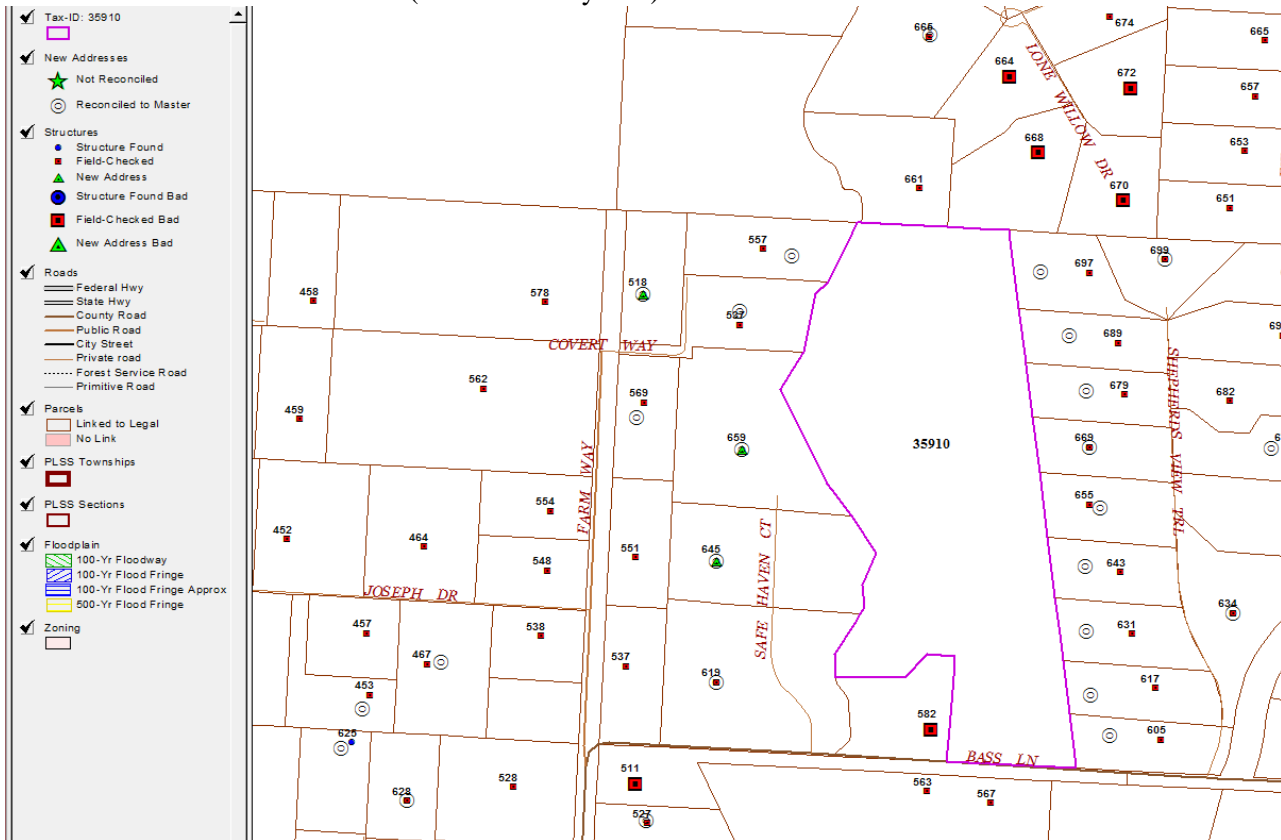 Tax-ID: 35910
New Addresses
Not Reconciled
Reconciled to Master
Structures
Structure Found
Field-Checked
New Address
Structure Found Bad
Field-Checked Bad
New Address Bad
Roads
Federal Hwy
State Hwy
County Road
Public Road
City Street
Private road
Forest Service Road
Primitive Road
Parcels
Linked to Legal
No Link
PLSS Townships
PLSS Sections
Floodplain
100-Yr Floodway
100-Yr Flood Fringe
100-Yr Flood Fringe Approx
500-Yr Flood Fringe
Zoning
666
674
665
LONE WILLOW DR
664
672
657
668
653
661
670
651
557
699
697
458
578
518
537
689
COVERT WAY
562
569
679
682
459
SHEPHERDS VIEW TRL
659
35910
669
FARM WAY
554
655
452
464
548
551
645
SAFE HAVEN CT
643
JOSEPH DR
634
457
538
631
467
537
453
619
617
582
625
605
BASS LN
511
528
563
567
628
527